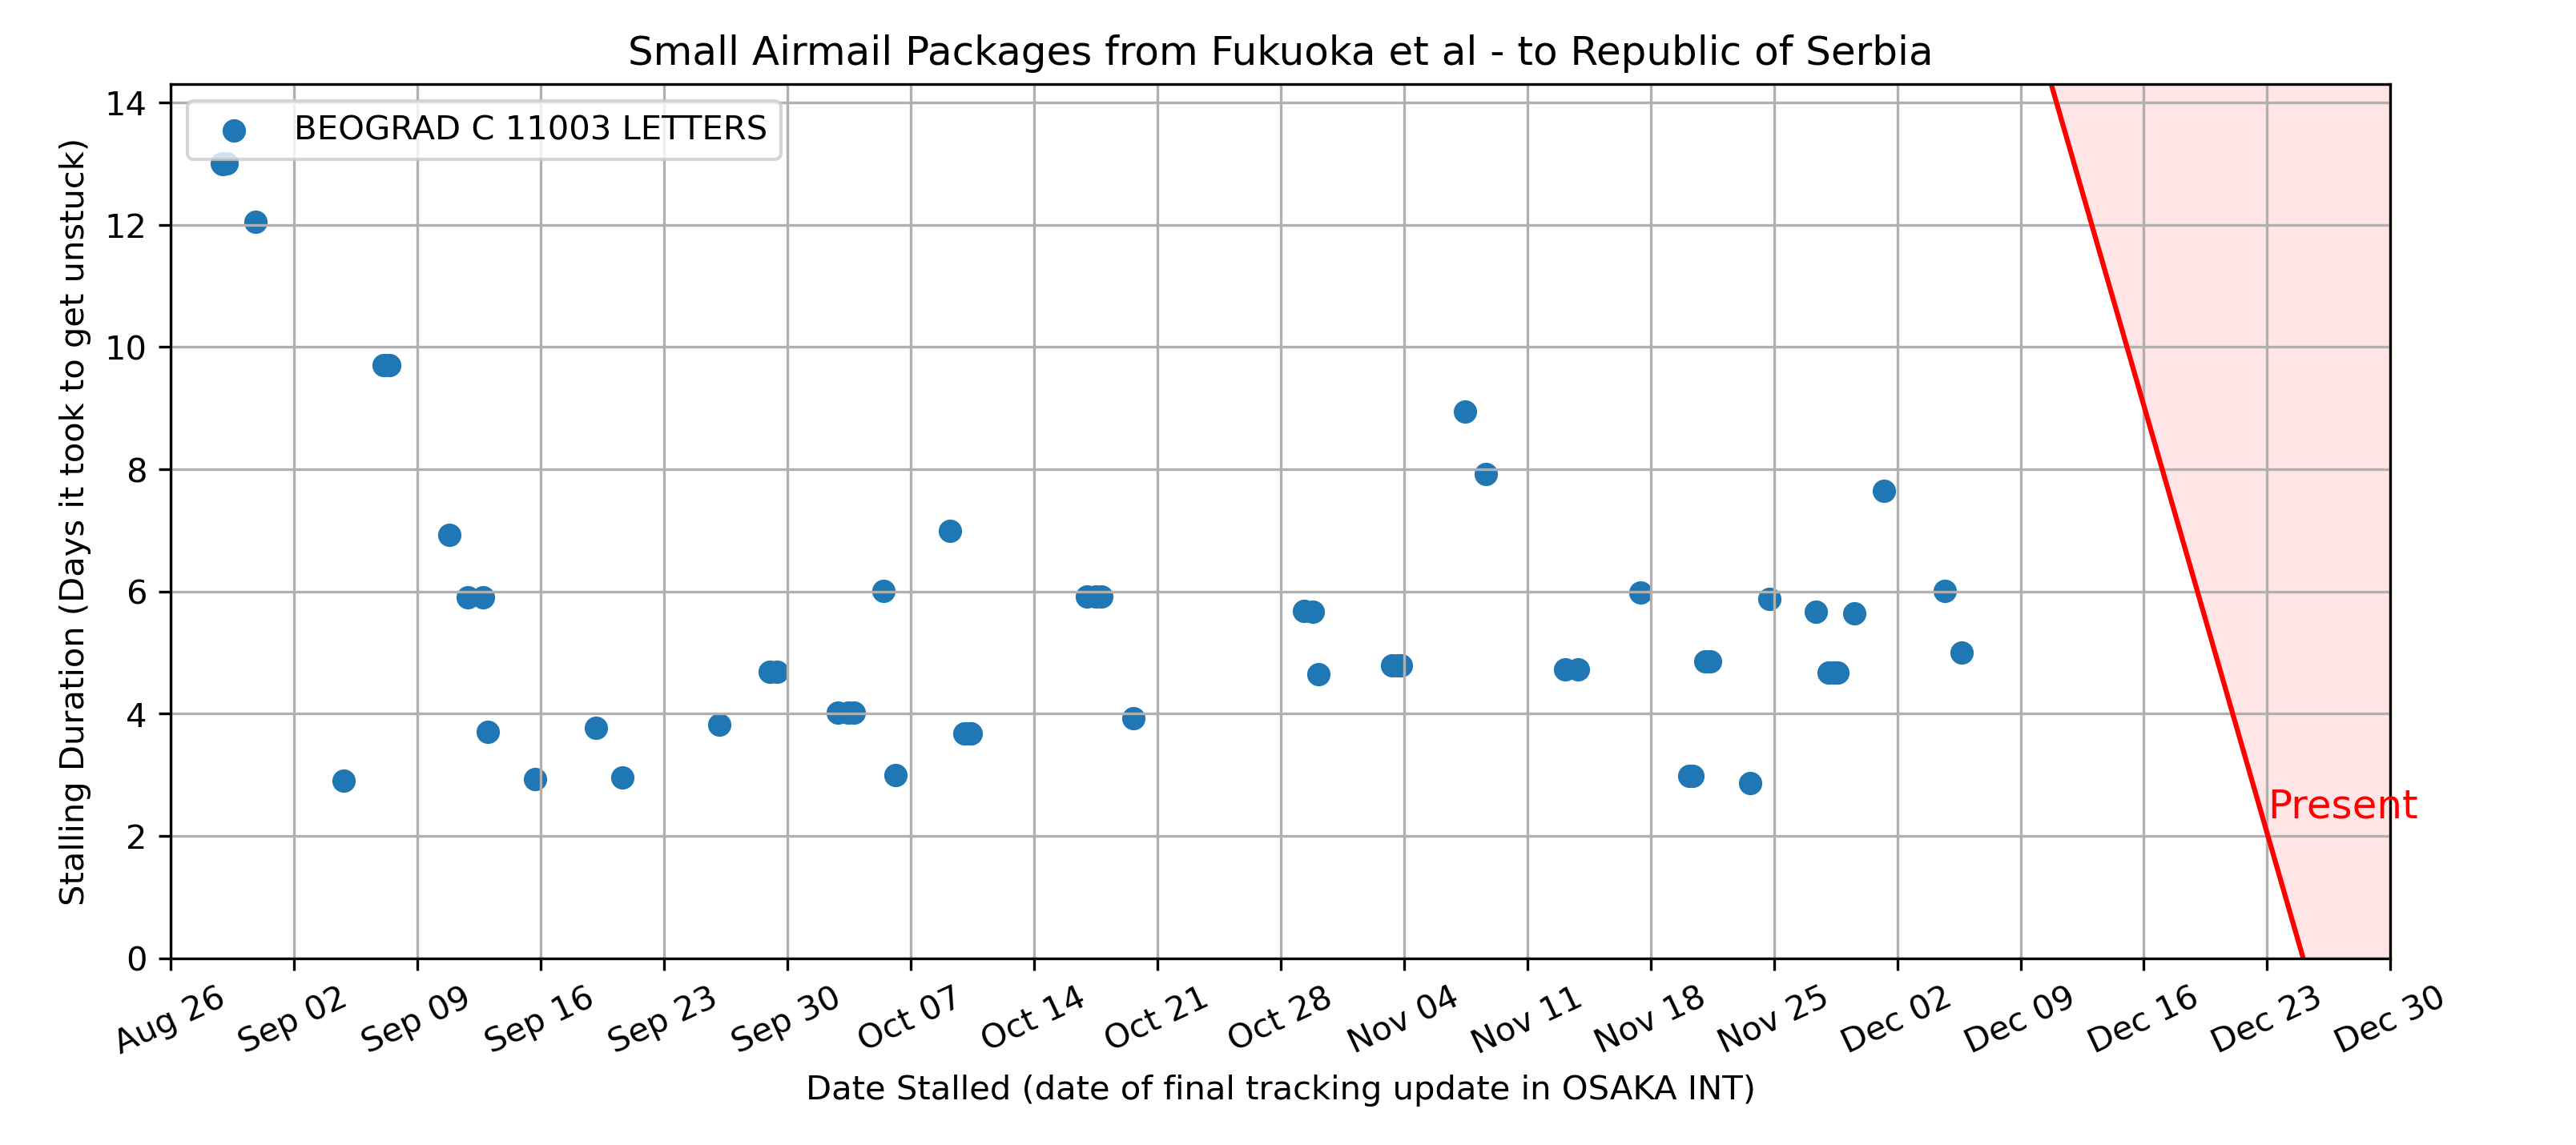 Small Airmail Packages from Fukuoka et al - to Republic of Serbia
BEOGRAD C 11003 LETTERS
Stalling Duration (Days it took to get unstuck)
14
12
10
8
6
4
2
0
Present
Aug 26
Sep 02
Sep 09
Sep 16
Sep 23
Sep 30
Oct 07
Oct 14
Oct 21
Oct 28
Nov 04
Nov 11
Nov 18
Nov 25
Dec 02
Dec 09
Dec 16
Dec 23
Dec 30
Date Stalled (date of final tracking update in OSAKA INT)